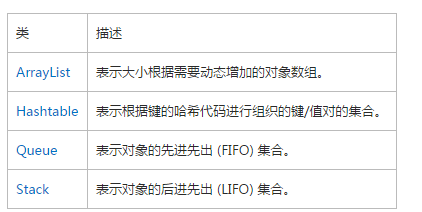 类 描述
ArrayList 表示大小根据需要动态增加的对象数组。
Hashtable 表示根据键的哈希代码进行组织的键/值对的集合。
Queue 表示对象的先进先出 (FIFO) 集合。
Stack 表示对象的后进先出 (LIFO) 集合。